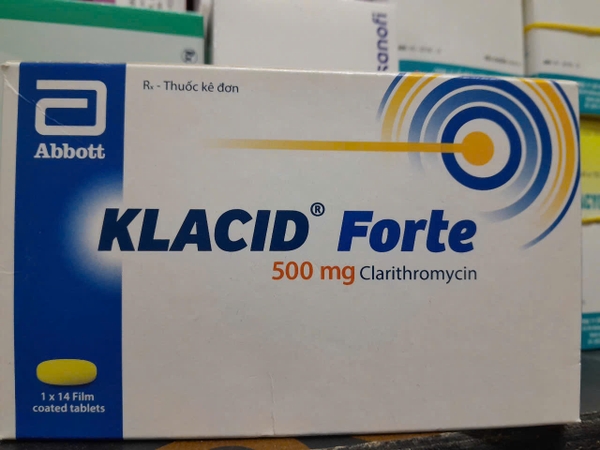 sanofi
Rx - Thuốc kê đơn
Abbott
KLACID® Forte
500 mg Clarithromycin
1 x 14 Film
coated tablets